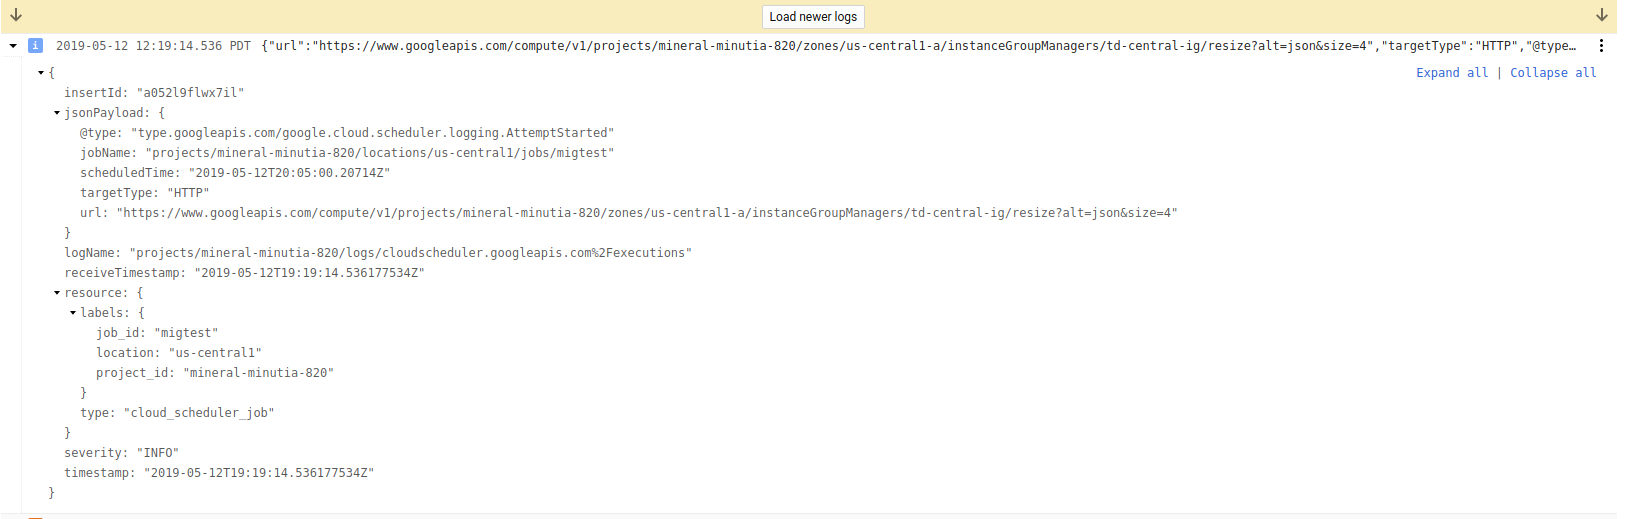 Load newer logs
i 2019-05-12 12:19:14.536 PDT {"url":"https://www.googleapis.com/compute/v1/projects/mineral-minutia-820/zones/us-central1-a/instanceGroupManagers/td-central-ig/resize?alt=json&size=4","targetType":"HTTP","@type…
{ Expand all | Collapse all
insertId: "a052l9flwx7il"
jsonPayload: {
@type: "type.googleapis.com/google.cloud.scheduler.logging.AttemptStarted"
jobName: "projects/mineral-minutia-820/locations/us-central1/jobs/migtest"
scheduledTime: "2019-05-12T20:05:00.20714Z"
targetType: "HTTP"
url: "https://www.googleapis.com/compute/v1/projects/mineral-minutia-820/zones/us-central1-a/instanceGroupManagers/td-central-ig/resize?alt=json&size=4"
}
logName: "projects/mineral-minutia-820/logs/cloudscheduler.googleapis.com%2Fexecutions"
receiveTimestamp: "2019-05-12T19:19:14.536177534Z"
resource: {
labels: {
job_id: "migtest"
location: "us-central1"
project_id: "mineral-minutia-820"
}
type: "cloud_scheduler_job"
}
severity: "INFO"
timestamp: "2019-05-12T19:19:14.536177534Z"
}